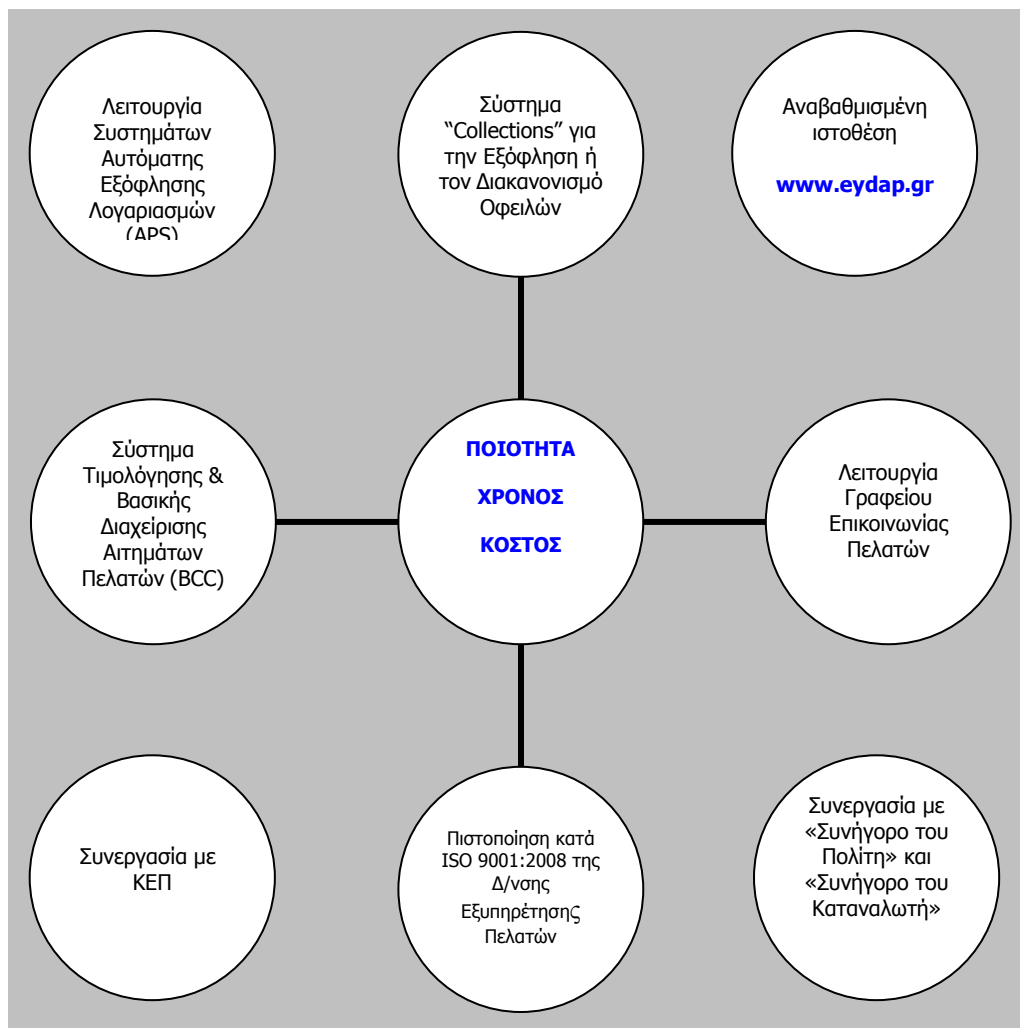 Λειτουργία
Συστημάτων
Αυτόματης
Εξόφλησης
Λογαριασμών
(APS)
Σύστημα
“Collections” για
την Εξόφληση ή
τον Διακανονισμό
Οφειλών
Αναβαθμισμένη
ιστοθέση
www.eydap.gr
Σύστημα
Τιμολόγησης &
Βασικής
Διαχείρισης
Αιτημάτων
Πελατών (BCC)
ΠΟΙΟΤΗΤΑ
ΧΡΟΝΟΣ
ΚΟΣΤΟΣ
Λειτουργία
Γραφείου
Επικοινωνίας
Πελατών
Συνεργασία με
ΚΕΠ
Πιστοποίηση κατά
ISO 9001:2008 της
Δ/νσης
Εξυπηρέτησης
Πελατών
Συνεργασία με
«Συνήγορο του
Πολίτη» και
«Συνήγορο του
Καταναλωτή»